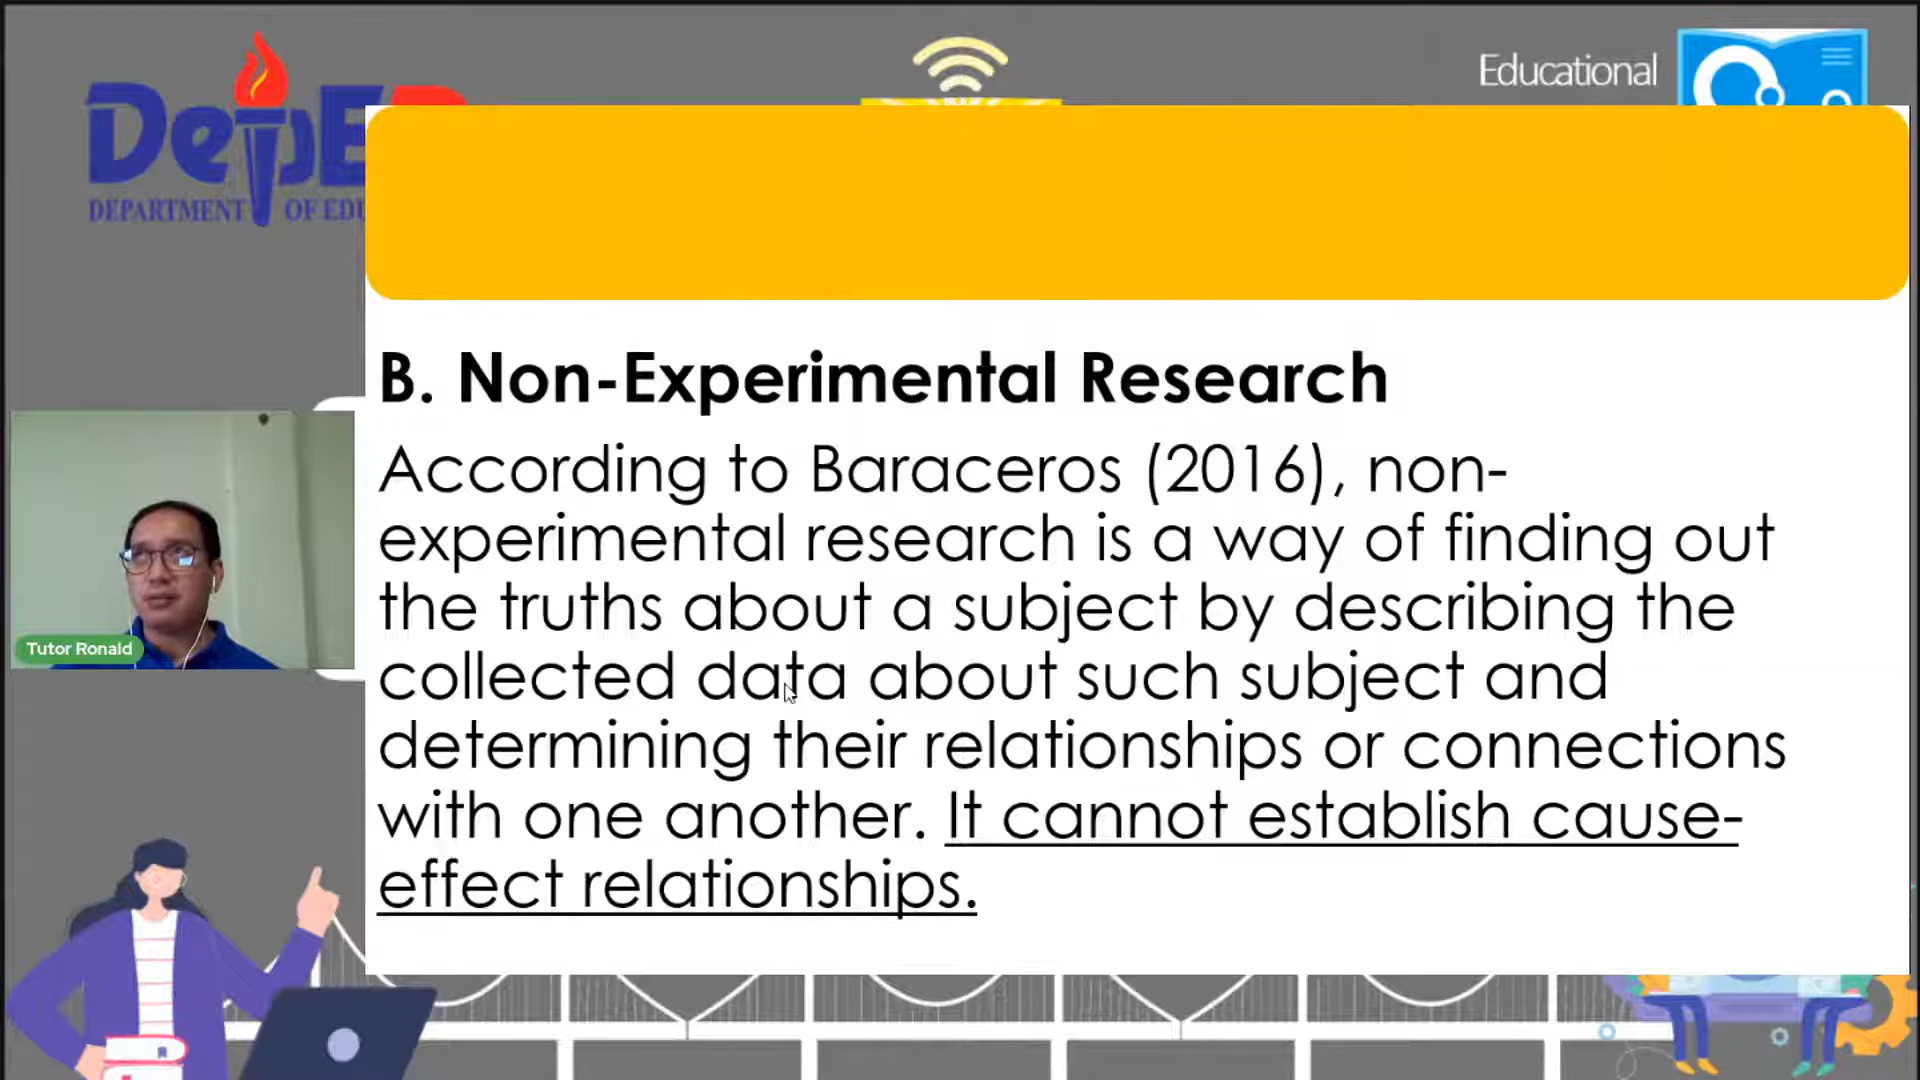 DepE
DEPARTMENT OF EDU
Educational
B. Non-Experimental Research
According to Baraceros (2016), non-
experimental research is a way of finding out
the truths about a subject by describing the
collected data about such subject and
determining their relationships or connections
with one another. It cannot establish cause-
effect relationships.
Tutor Ronald